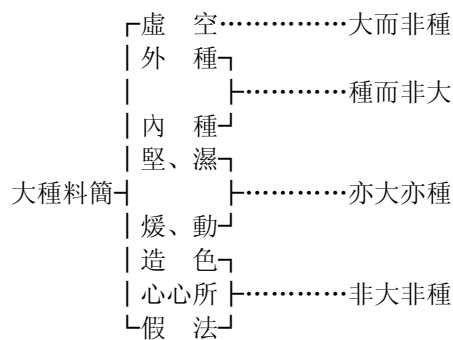 ┌虛　空……………大而非種
│外　種┐
│　　　├…………種而非大
│內　種┘
│堅、濕┐
大種料簡┤　　　├…………亦大亦種
│煖、動┘
│造　色┐
│心心所├…………非大非種
└假　法┘